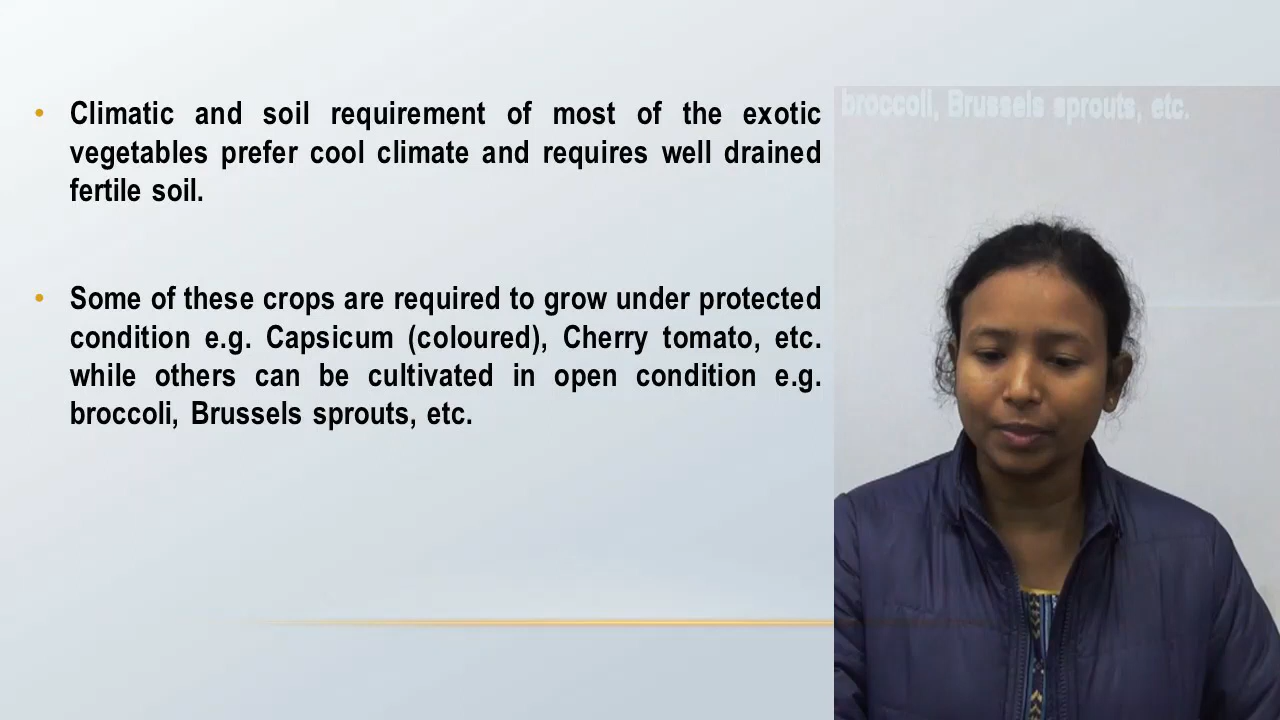 • Climatic and soil requirement of most of the exotic
vegetables prefer cool climate and requires well drained
fertile soil.
• Some of these crops are required to grow under protected
condition e.g. Capsicum (coloured), Cherry tomato, etc.
while others can be cultivated in open condition e.g.
broccoli, Brussels sprouts, etc.
broccoli, Brussels sprouts, etc.